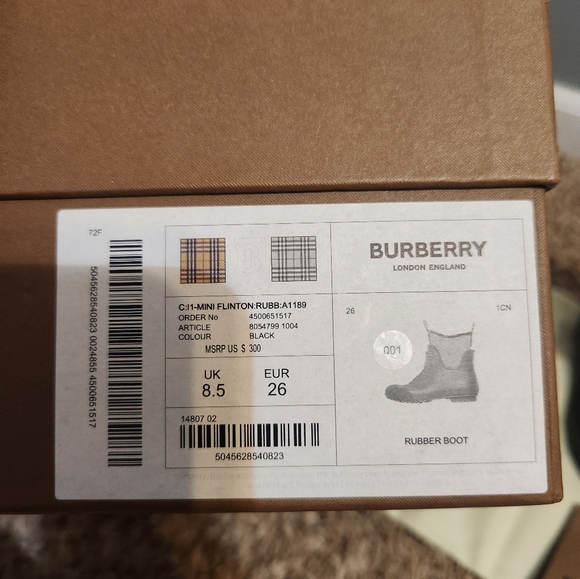 72F
5045628540823 0024855 4500651517
C:I1-MINI FLINTON:RUBB:A1189
ORDER No 4500651517
ARTICLE 8054799 1004
COLOUR BLACK
MSRP US $ 300
UK EUR
8.5 26
14807 02
5045628540823
BURBERRY
LONDON ENGLAND
26 1CN
001
RUBBER BOOT